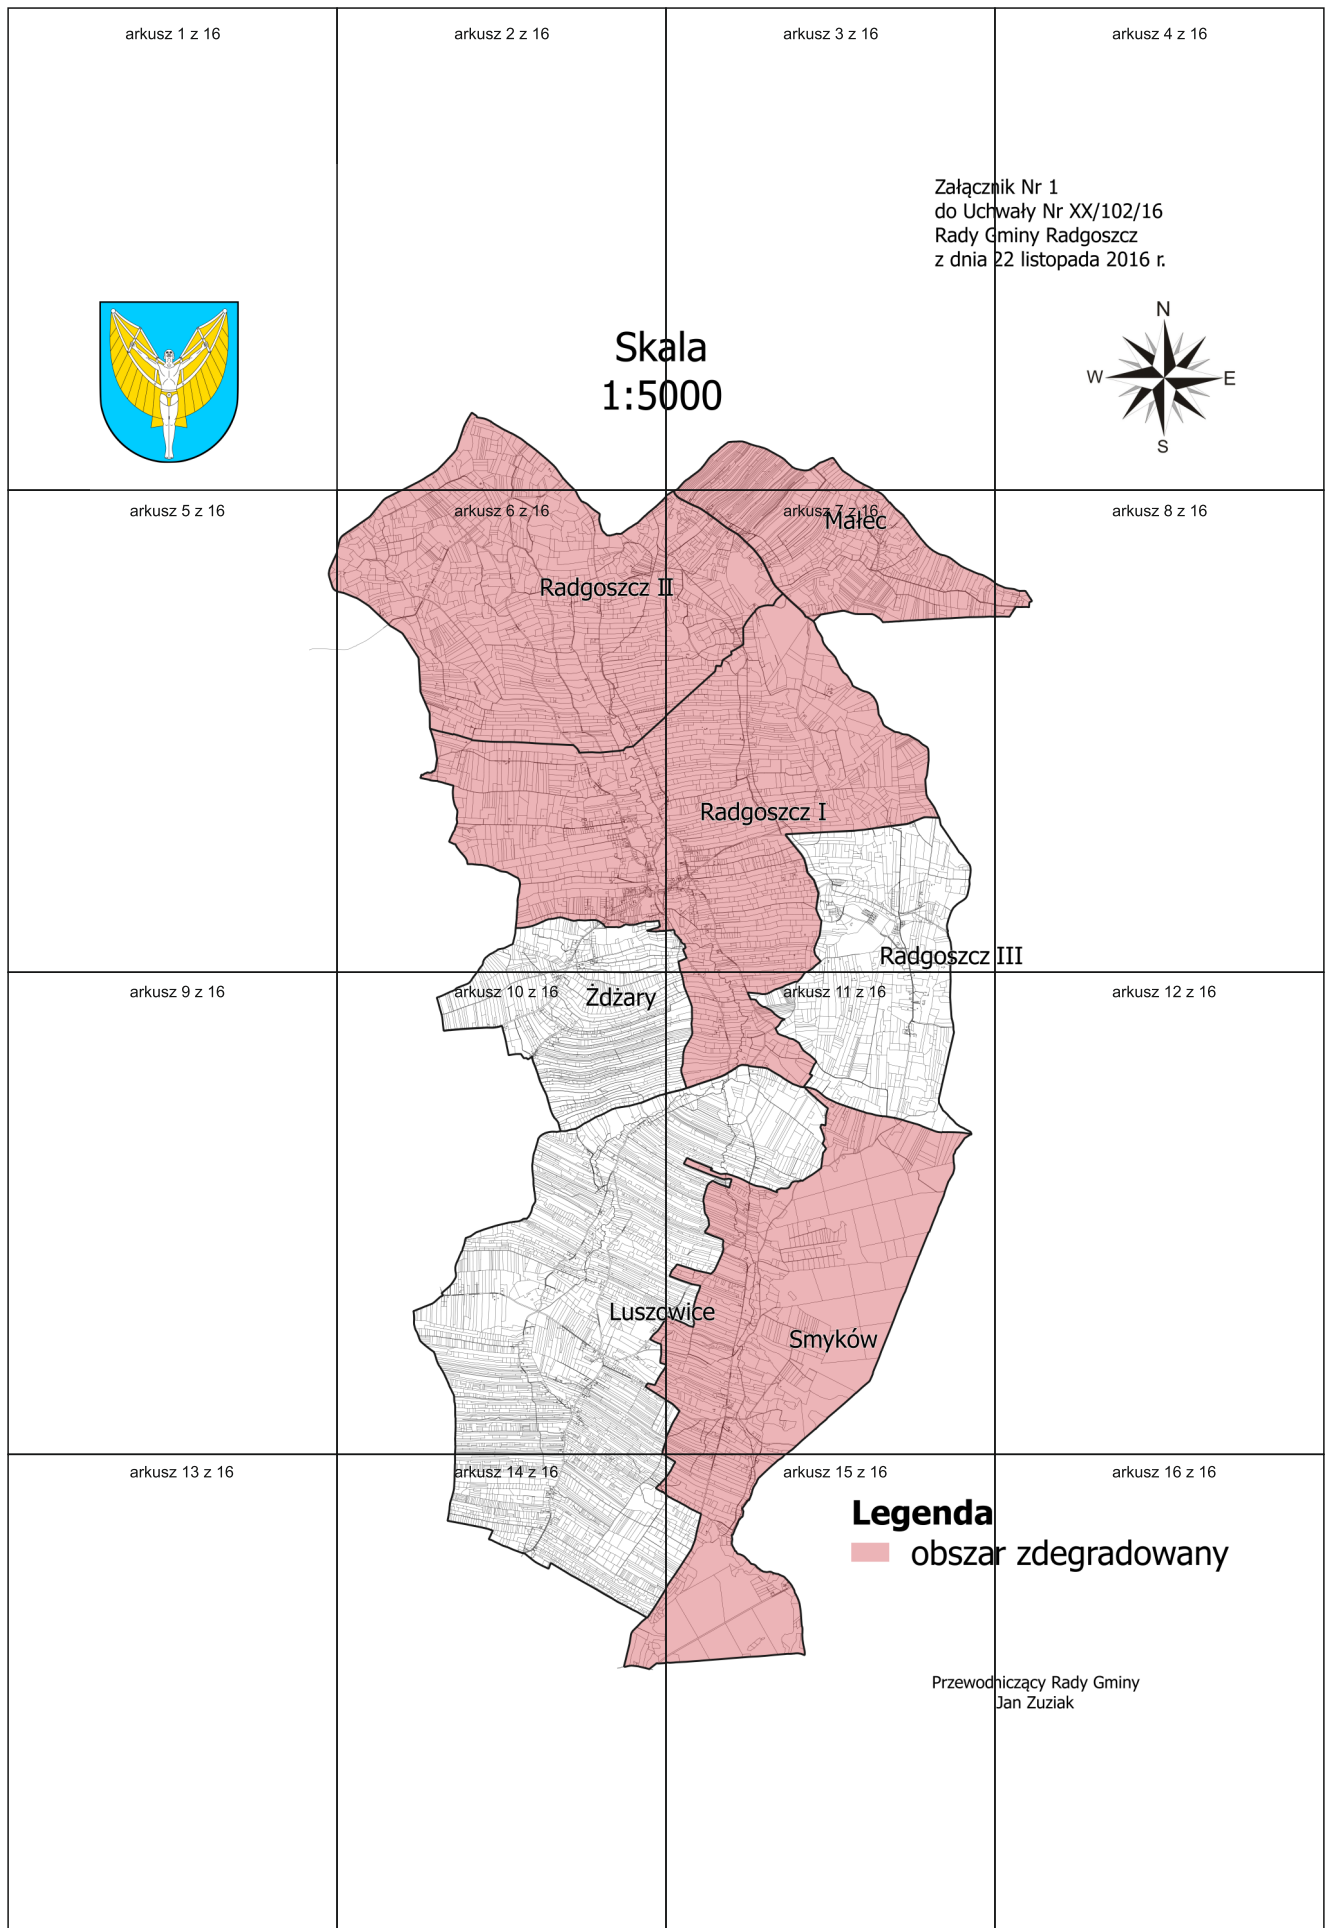 arkusz 1 z 16
arkusz 2 z 16
arkusz 3 z 16
arkusz 4 z 16
Załącznik Nr 1
do Uchwały Nr XX/102/16
Rady Gminy Radgoszcz
z dnia 22 listopada 2016 r.
Skala
1:5000
N
W
E
S
arkusz 5 z 16
arkusz 6 z 16
arkusz 7 z 16
arkusz 8 z 16
Małec
Radgoszcz II
Radgoszcz I
Radgoszcz III
arkusz 9 z 16
arkusz 10 z 16
arkusz 11 z 16
arkusz 12 z 16
Żdżary
Luszowice
Smyków
arkusz 13 z 16
arkusz 14 z 16
arkusz 15 z 16
arkusz 16 z 16
Legenda
obszar zdegradowany
Przewodniczący Rady Gminy
Jan Zuziak